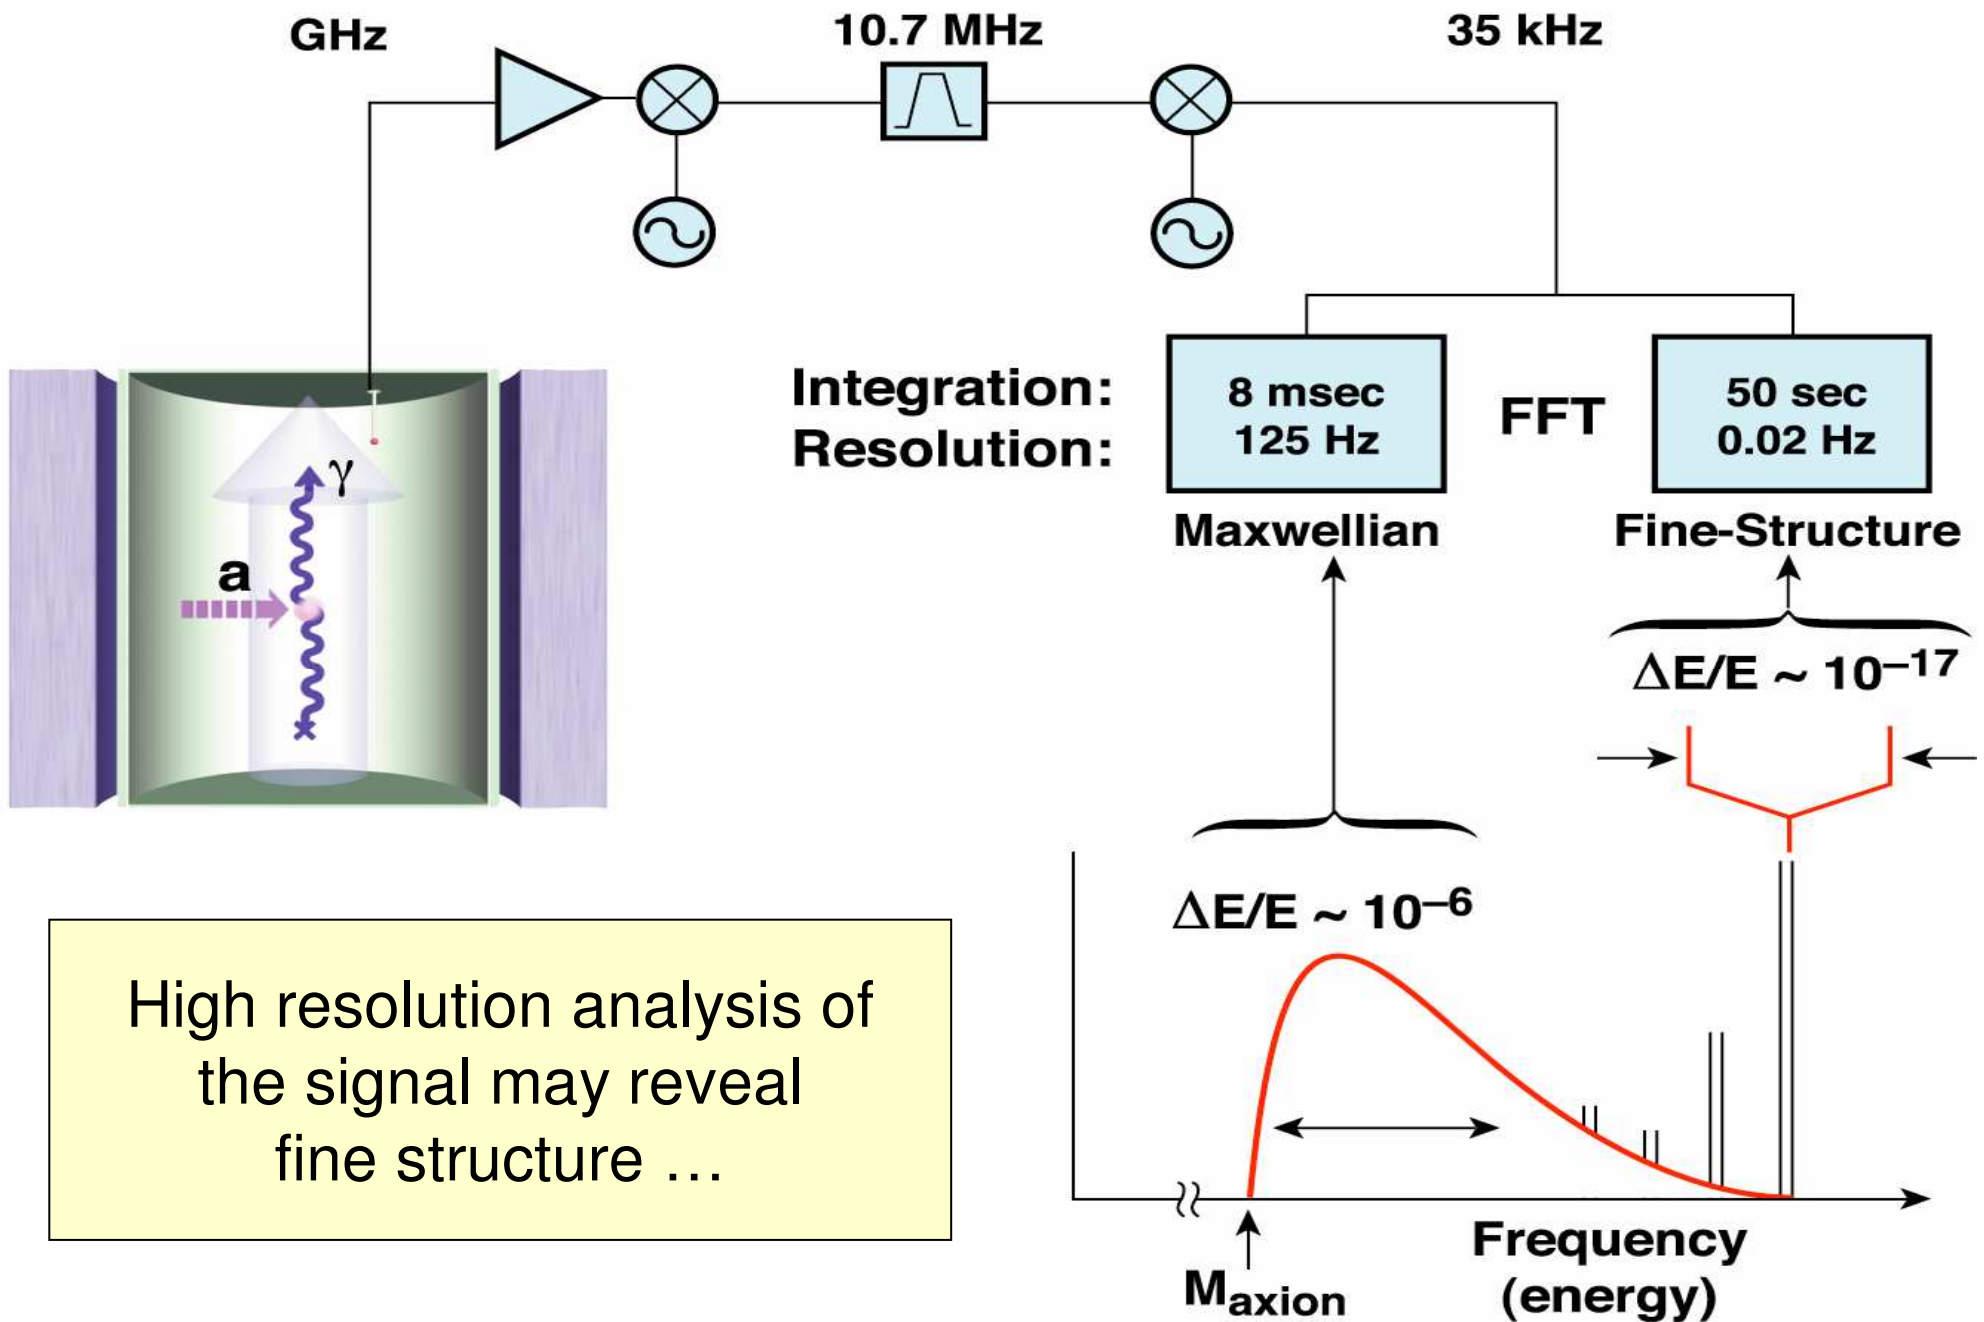 GHz
10.7 MHz
35 kHz
Integration:
Resolution:
8 msec
125 Hz
FFT
50 sec
0.02 Hz
Maxwellian
Fine-Structure
γ
a
ΔE/E ~ 10–17
ΔE/E ~ 10–6
High resolution analysis of
the signal may reveal
fine structure …
Maxion
Frequency
(energy)